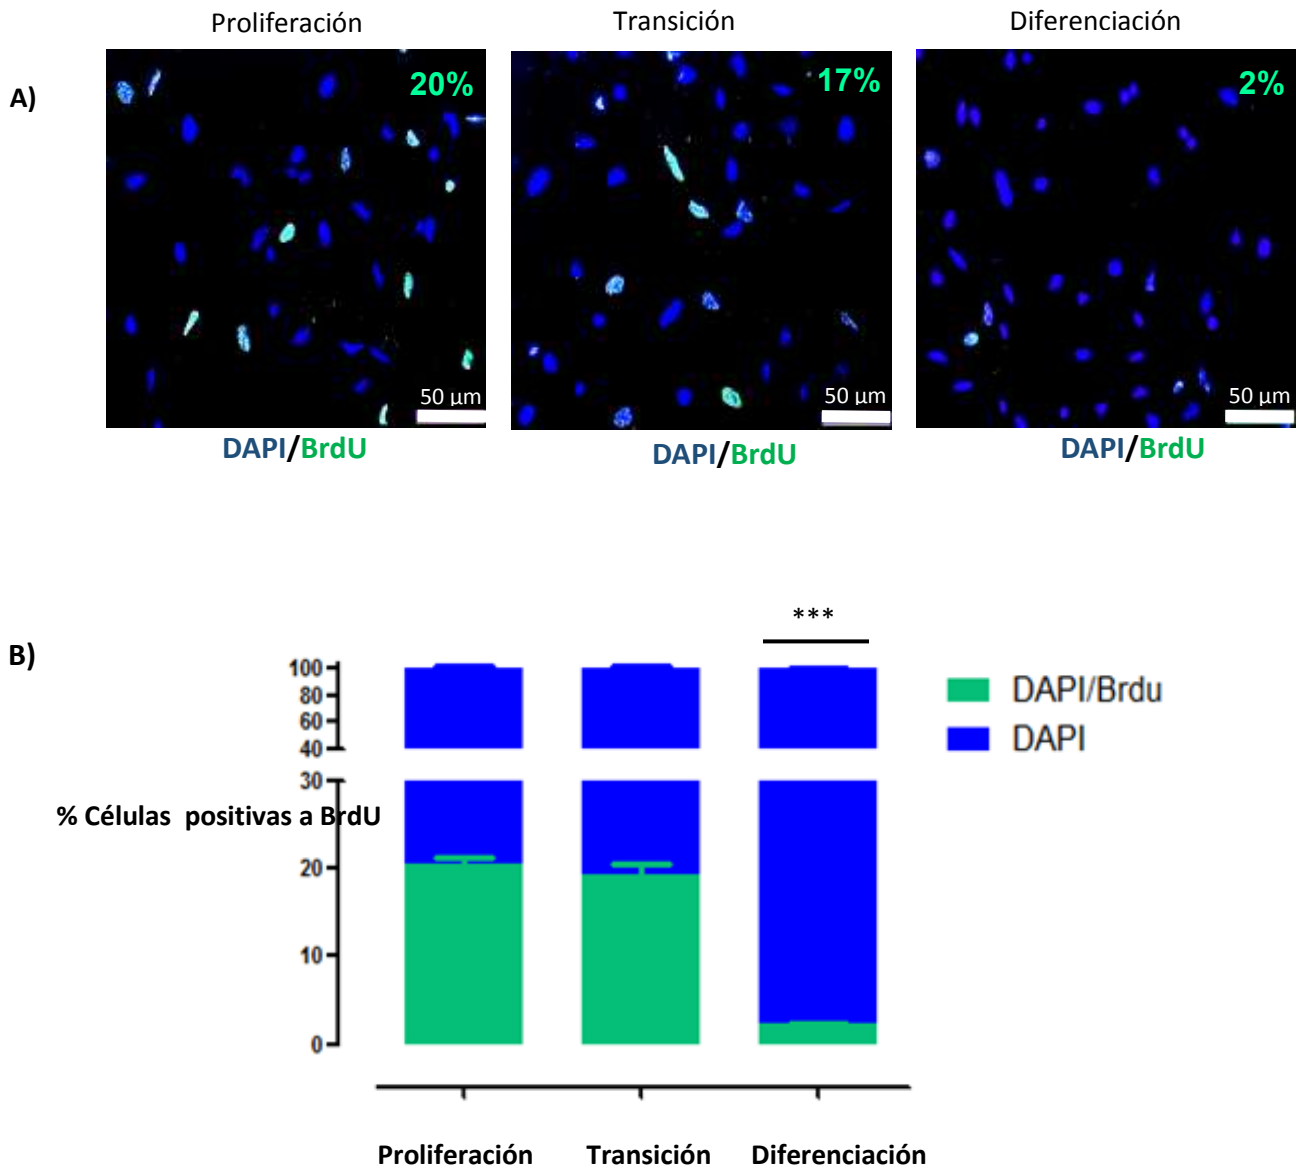 Proliferación
Transición
Diferenciación
A)
20%
17%
2%
50 µm
50 µm
50 µm
DAPI/BrdU
DAPI/BrdU
DAPI/BrdU
B)
***
100
80
60
40
30
20
10
0
% Células positivas a BrdU
DAPI/Brdu
DAPI
Proliferación
Transición
Diferenciación